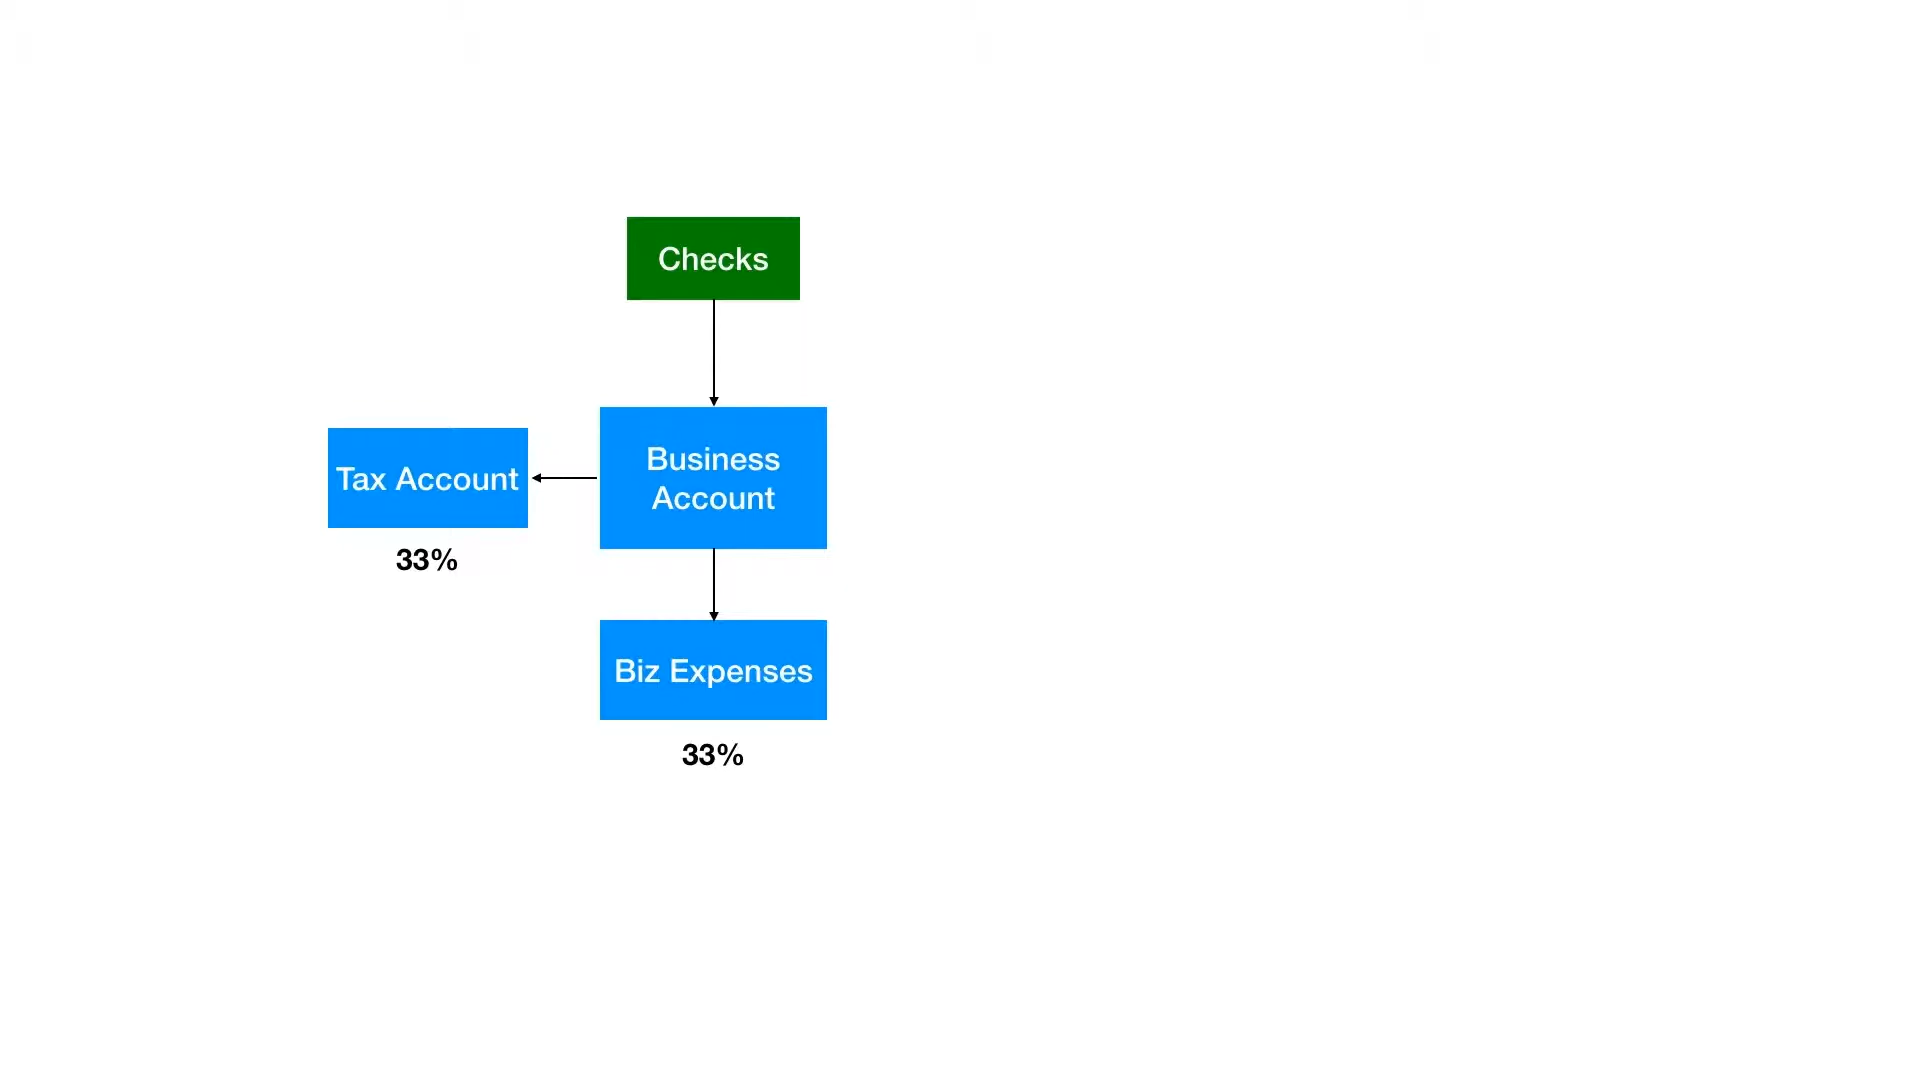 Checks
Business
Account
Tax Account
33%
Biz Expenses
33%